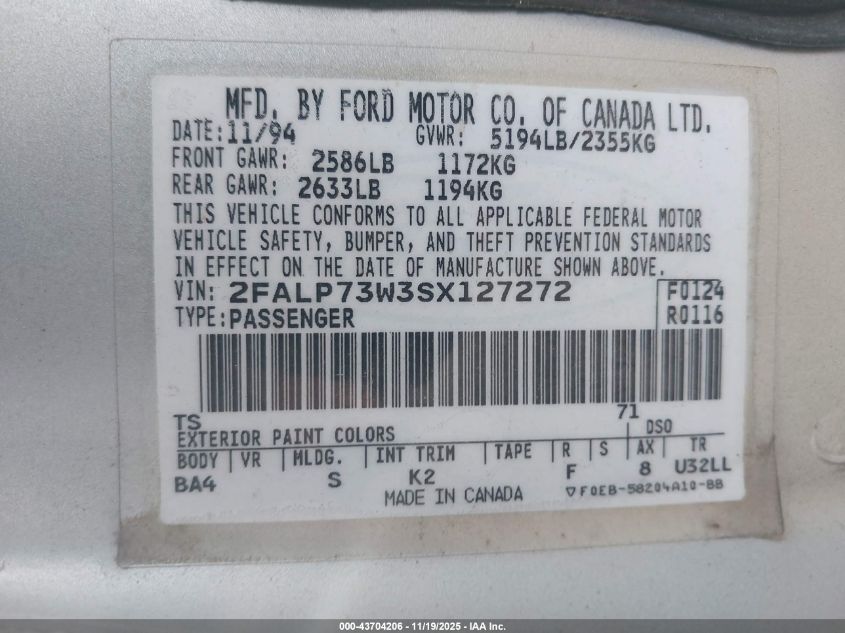 MFD. BY FORD MOTOR CO. OF CANADA LTD.
DATE: 11/94 GVWR: 5194LB/2355KG
FRONT GAWR: 2586LB 1172KG
REAR GAWR: 2633LB 1194KG
THIS VEHICLE CONFORMS TO ALL APPLICABLE FEDERAL MOTOR
VEHICLE SAFETY, BUMPER, AND THEFT PREVENTION STANDARDS
IN EFFECT ON THE DATE OF MANUFACTURE SHOWN ABOVE.
VIN: 2FALP73W3SX127272 F0124
TYPE: PASSENGER R0116
TS 71
EXTERIOR PAINT COLORS DSO
BODY VR MLDG. INT TRIM TAPE R S AX TR
BA4 S K2 F 8 U32LL
MADE IN CANADA ▽F0EB-58204A10-BB
000-43704206 - 11/19/2025 - IAA Inc.